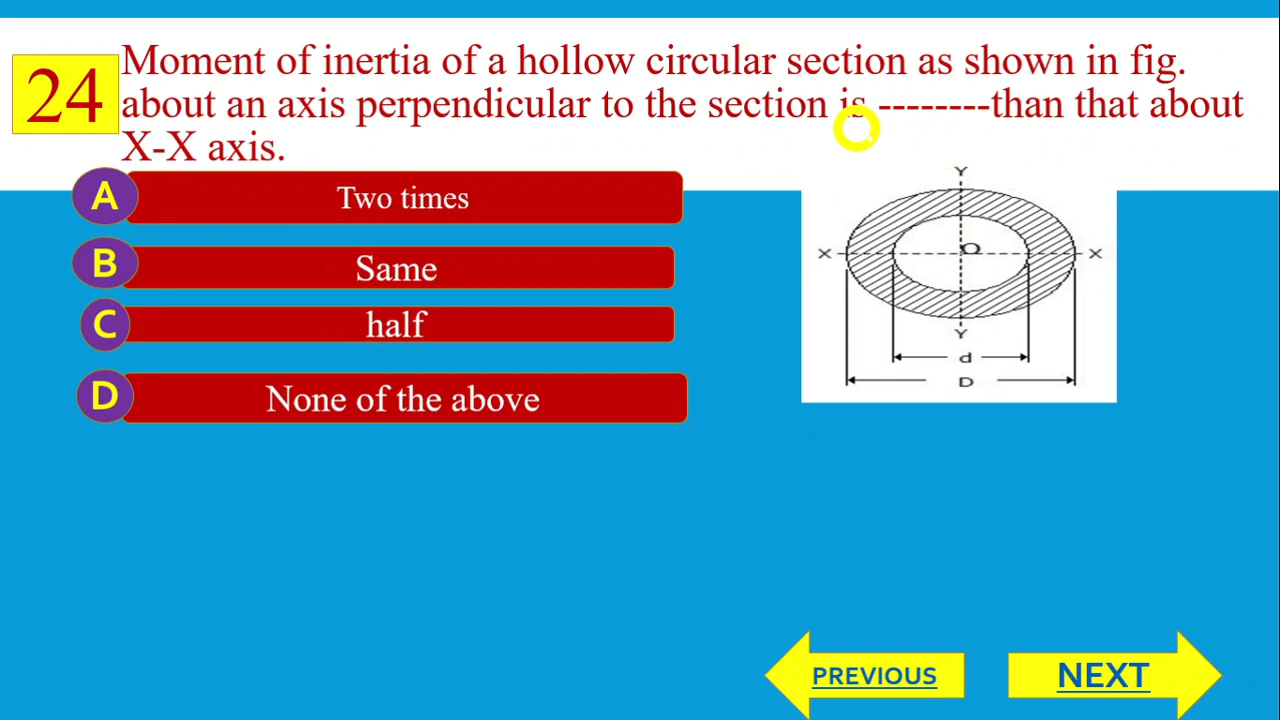 24
Moment of inertia of a hollow circular section as shown in fig.
about an axis perpendicular to the section is --------than that about
X-X axis.
A Two times
B Same
C half
D None of the above
Y
X O X
Y
d
D
PREVIOUS
NEXT